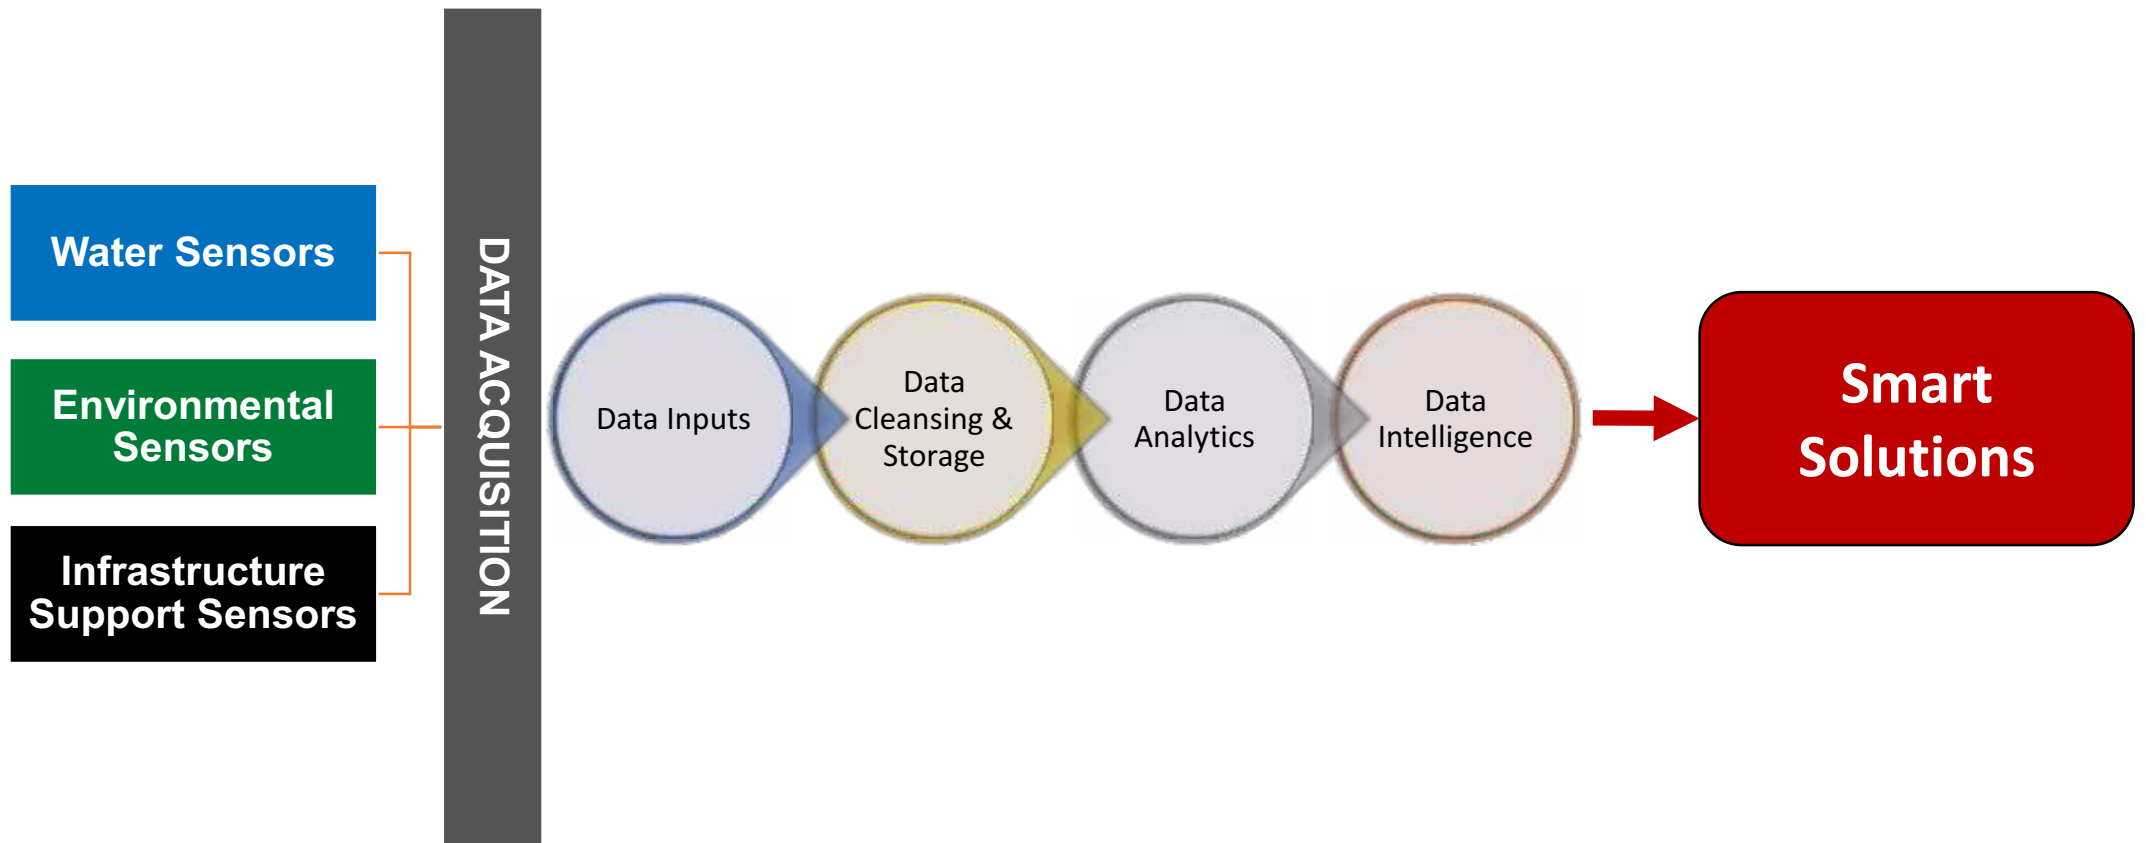 Water Sensors
Environmental
Sensors
Infrastructure
Support Sensors
DATA ACQUISITION
Data Inputs
Data
Cleansing &
Storage
Data
Analytics
Data
Intelligence
Smart
Solutions